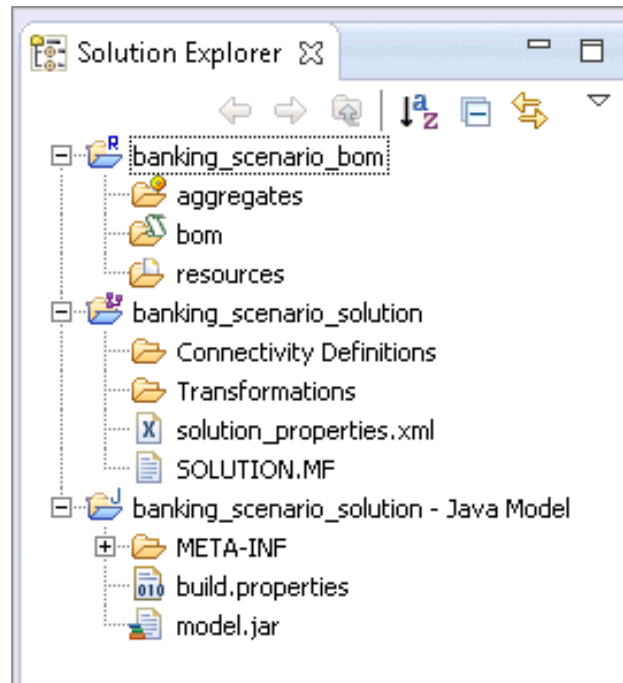 Solution Explorer
banking_scenario_bom
aggregates
bom
resources
banking_scenario_solution
Connectivity Definitions
Transformations
solution_properties.xml
SOLUTION.MF
banking_scenario_solution - Java Model
META-INF
build.properties
model.jar